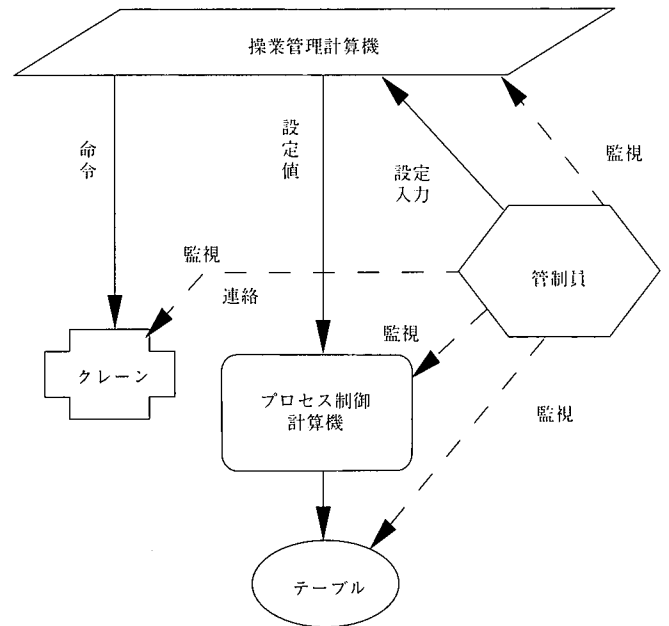 操業管理計算機
命令
設定値
設定
入力
監視
監視
連絡
管制員
クレーン
監視
プロセス制御
計算機
監視
テーブル